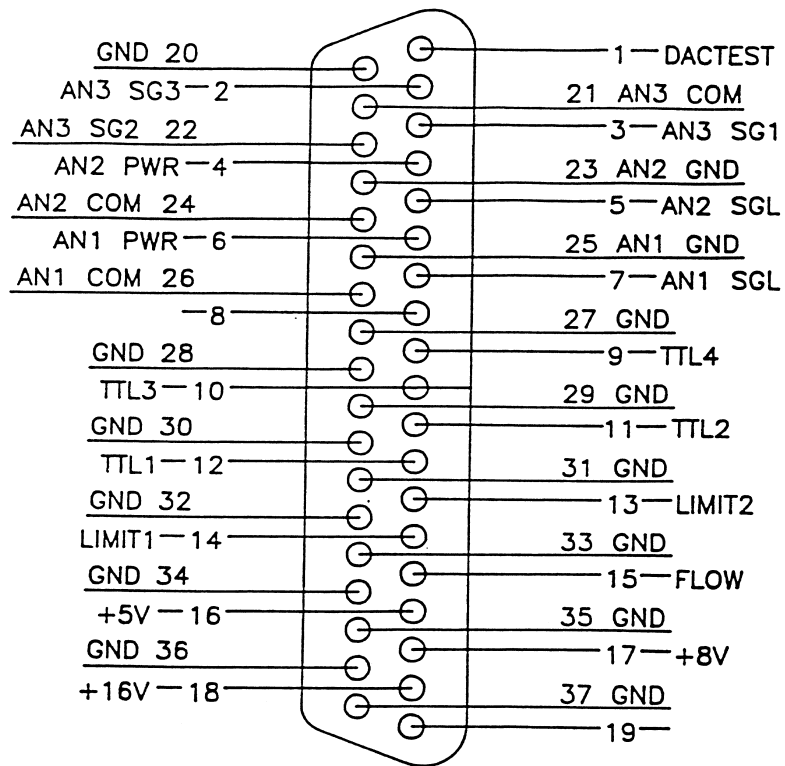 GND 20
1 DACTEST
AN3 SG3 2
21 AN3 COM
AN3 SG2 22
3 AN3 SG1
AN2 PWR 4
23 AN2 GND
AN2 COM 24
5 AN2 SGL
AN1 PWR 6
25 AN1 GND
AN1 COM 26
7 AN1 SGL
8
27 GND
GND 28
9 TTL4
TTL3 10
29 GND
GND 30
11 TTL2
TTL1 12
31 GND
GND 32
13 LIMIT2
LIMIT1 14
33 GND
GND 34
15 FLOW
+5V 16
35 GND
GND 36
17 +8V
+16V 18
37 GND
19